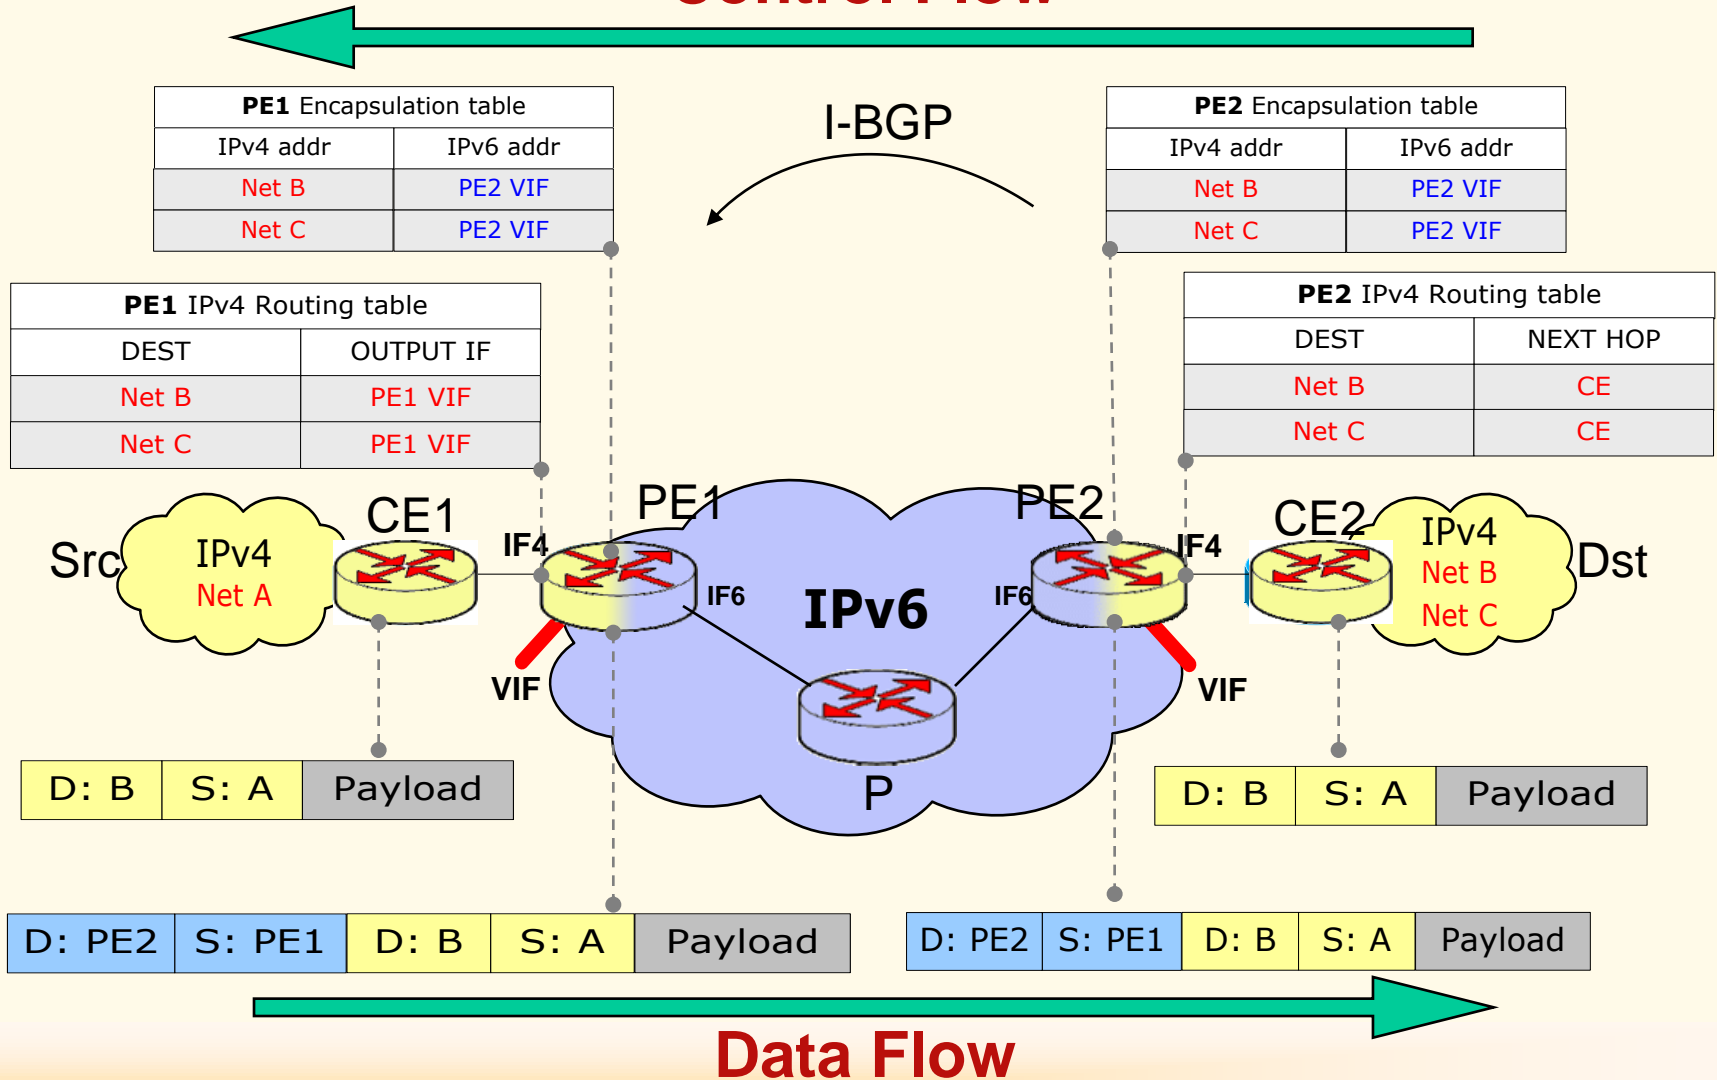 Control Flow
PE1 Encapsulation table
IPv4 addr IPv6 addr
Net B PE2 VIF
Net C PE2 VIF
I-BGP
PE2 Encapsulation table
IPv4 addr IPv6 addr
Net B PE2 VIF
Net C PE2 VIF
PE1 IPv4 Routing table
DEST OUTPUT IF
Net B PE1 VIF
Net C PE1 VIF
PE2 IPv4 Routing table
DEST NEXT HOP
Net B CE
Net C CE
Src
IPv4
Net A
CE1
IF4
PE1
IF6
VIF
IPv6
P
PE2
IF6
IF4
VIF
CE2
IPv4
Net B
Net C
Dst
D: B S: A Payload
D: B S: A Payload
D: PE2 S: PE1 D: B S: A Payload
D: PE2 S: PE1 D: B S: A Payload
Data Flow